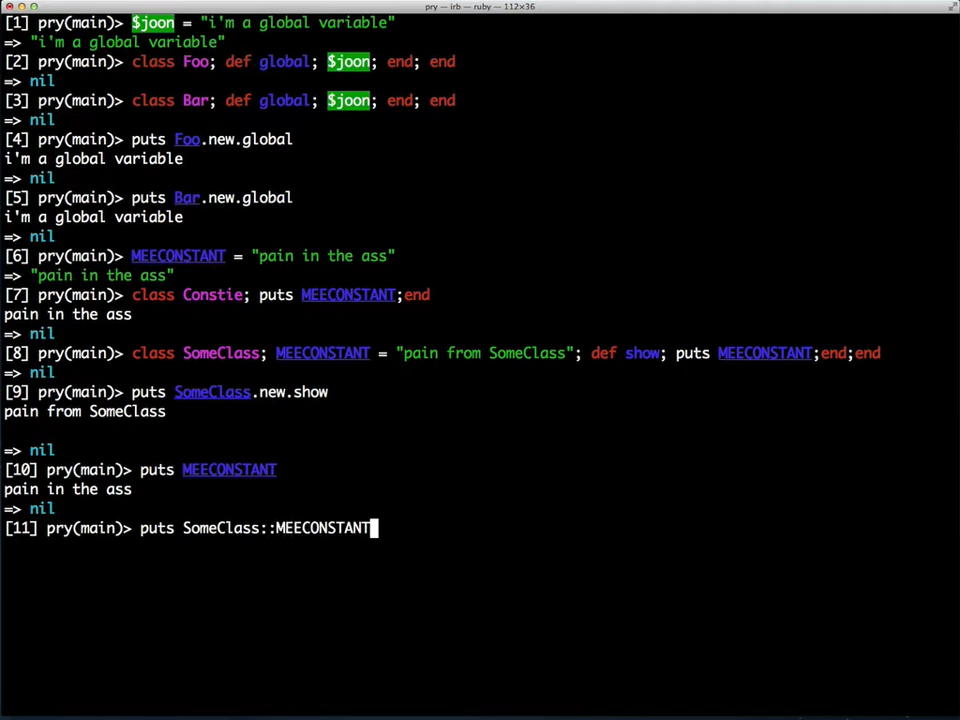 pry — irb — ruby — 112×36
[1] pry(main)> $joon = "i'm a global variable"
=> "i'm a global variable"
[2] pry(main)> class Foo; def global; $joon; end; end
=> nil
[3] pry(main)> class Bar; def global; $joon; end; end
=> nil
[4] pry(main)> puts Foo.new.global
i'm a global variable
=> nil
[5] pry(main)> puts Bar.new.global
i'm a global variable
=> nil
[6] pry(main)> MEECONSTANT = "pain in the ass"
=> "pain in the ass"
[7] pry(main)> class Constie; puts MEECONSTANT;end
pain in the ass
=> nil
[8] pry(main)> class SomeClass; MEECONSTANT = "pain from SomeClass"; def show; puts MEECONSTANT;end;end
=> nil
[9] pry(main)> puts SomeClass.new.show
pain from SomeClass
=> nil
[10] pry(main)> puts MEECONSTANT
pain in the ass
=> nil
[11] pry(main)> puts SomeClass::MEECONSTANT